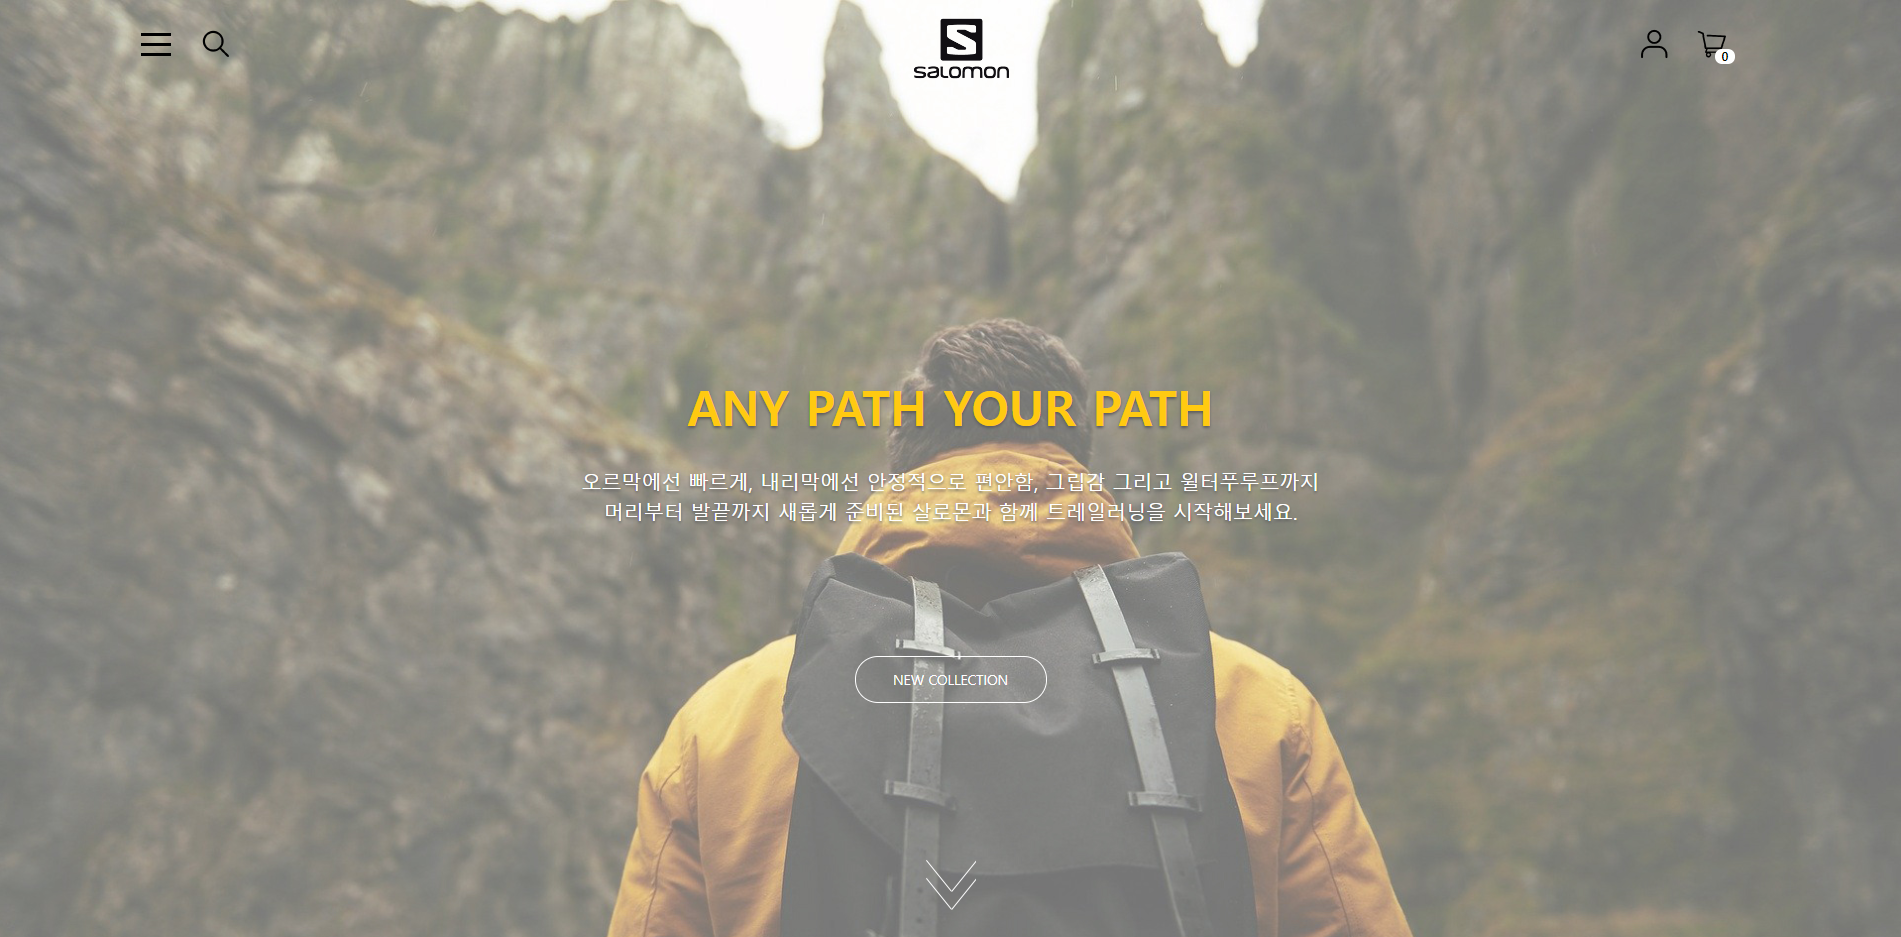 S
salomon
0
ANY PATH YOUR PATH
오르막에선 빠르게, 내리막에선 안정적으로 편안함, 그립감 그리고 윌터푸루프까지
머리부터 발끝까지 새롭게 준비된 살로몬과 함께 트레일러닝을 시작해보세요.
NEW COLLECTION